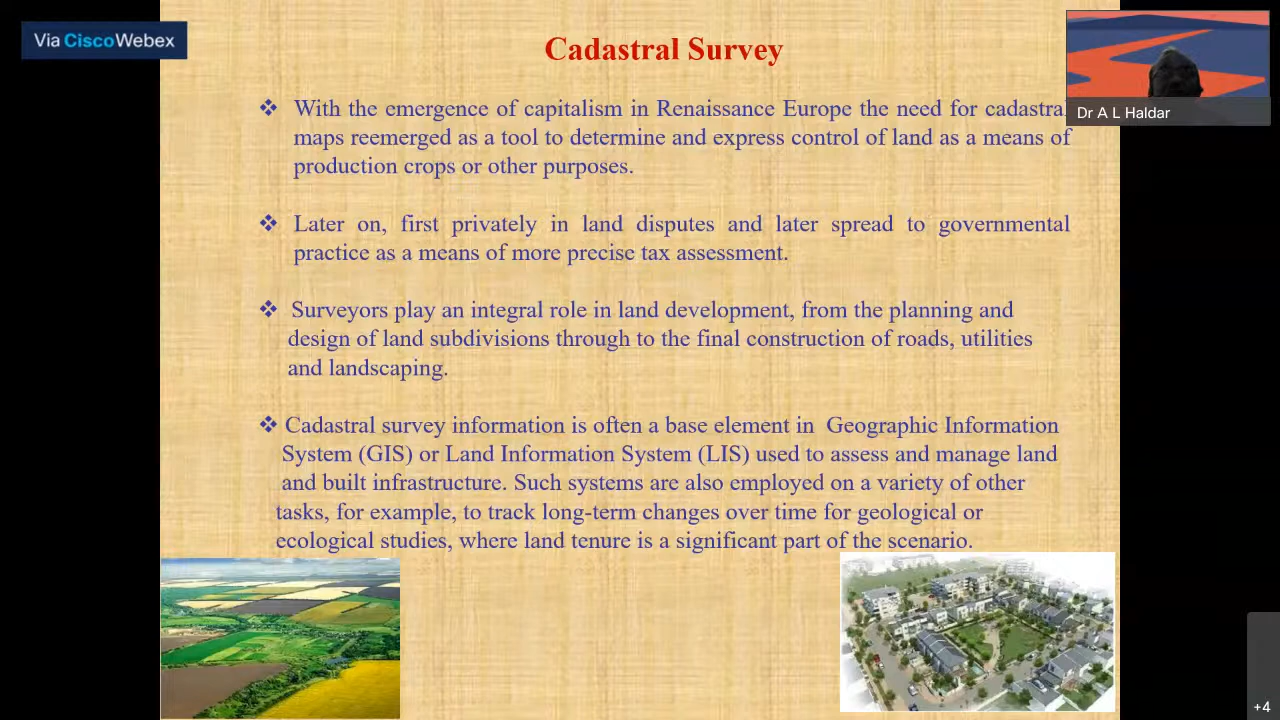 Via Cisco Webex
Cadastral Survey
Dr A L Haldar
❖ With the emergence of capitalism in Renaissance Europe the need for cadastral
maps reemerged as a tool to determine and express control of land as a means of
production crops or other purposes.
❖ Later on, first privately in land disputes and later spread to governmental
practice as a means of more precise tax assessment.
❖ Surveyors play an integral role in land development, from the planning and
design of land subdivisions through to the final construction of roads, utilities
and landscaping.
❖ Cadastral survey information is often a base element in Geographic Information
System (GIS) or Land Information System (LIS) used to assess and manage land
and built infrastructure. Such systems are also employed on a variety of other
tasks, for example, to track long-term changes over time for geological or
ecological studies, where land tenure is a significant part of the scenario.
+4